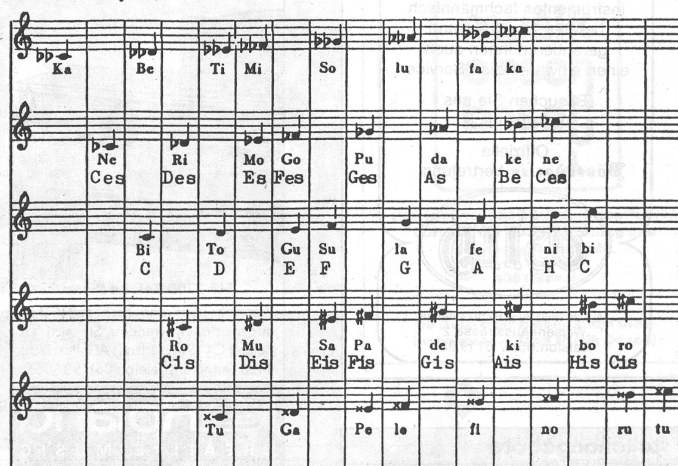 Ka Be Ti Mi So lu fa ka
Ne Ri Mo Go Pu da ke ne
Ces Des Es Fes Ges As Be Ces
Bi To Gu Su la fe ni bi
C D E F G A H C
Ro Mu Sa Pa de ki bo ro
Cis Dis Eis Fis Gis Ais His Cis
Tu Ga Pe le fi no ru tu